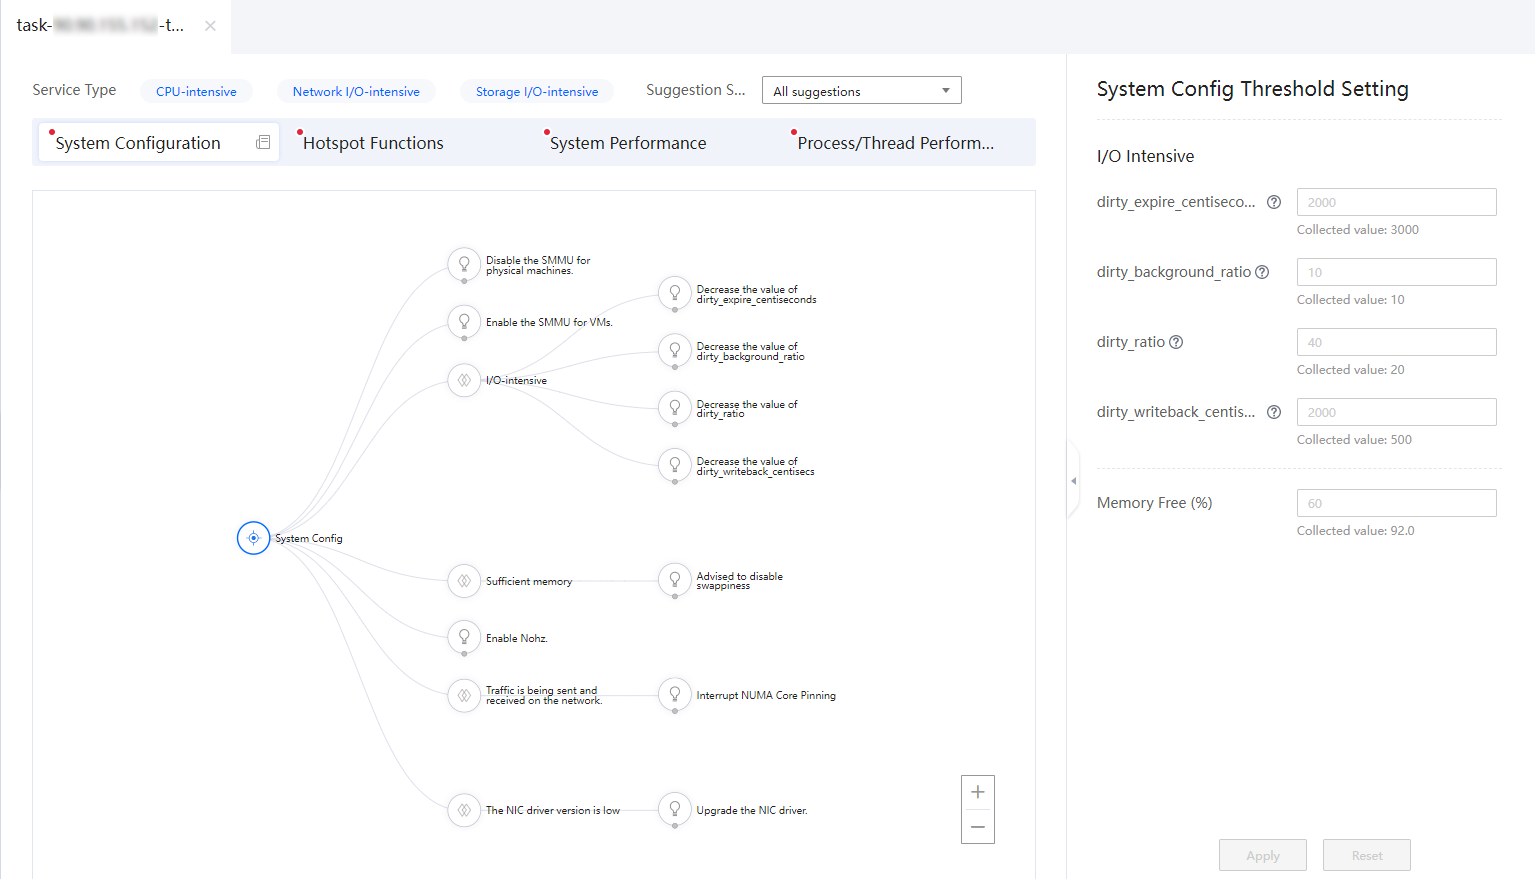 task- -t...
Service Type
CPU-intensive
Network I/O-intensive
Storage I/O-intensive
Suggestion S...
All suggestions
System Configuration
Hotspot Functions
System Performance
Process/Thread Perform...
Disable the SMMU for
physical machines.
Enable the SMMU for VMs.
I/O-intensive
Decrease the value of
dirty_expire_centiseconds
Decrease the value of
dirty_background_ratio
Decrease the value of
dirty_ratio
Decrease the value of
dirty_writeback_centisecs
System Config
Sufficient memory
Advised to disable
swappiness
Enable Nohz.
Traffic is being sent and
received on the network.
Interrupt NUMA Core Pinning
The NIC driver version is low
Upgrade the NIC driver.
System Config Threshold Setting
I/O Intensive
dirty_expire_centiseco...
2000
Collected value: 3000
dirty_background_ratio
10
Collected value: 10
dirty_ratio
40
Collected value: 20
dirty_writeback_centis...
2000
Collected value: 500
Memory Free (%)
60
Collected value: 92.0
Apply
Reset